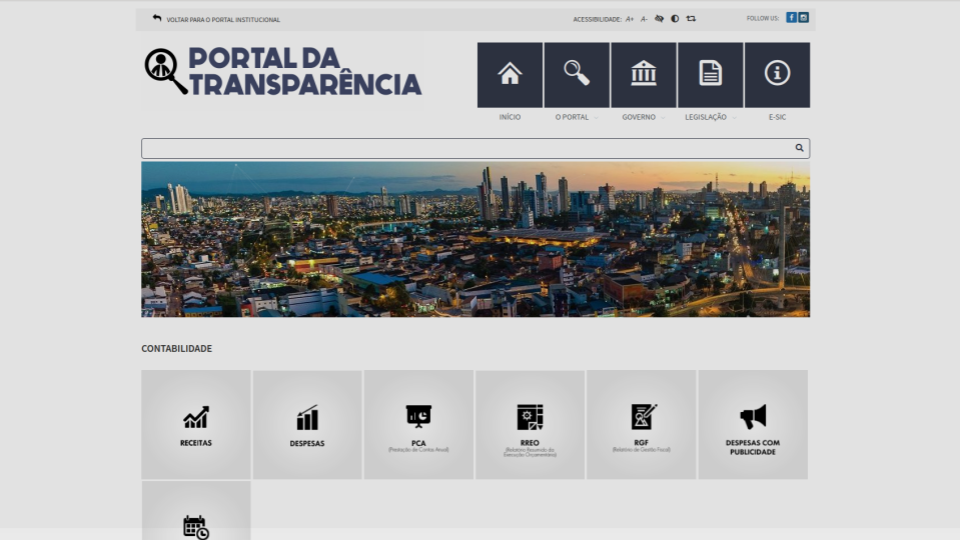 VOLTAR PARA O PORTAL INSTITUCIONAL
ACESSIBILIDADE: A+ A-
FOLLOW US:
PORTAL DA
TRANSPARÊNCIA
INÍCIO
O PORTAL
GOVERNO
LEGISLAÇÃO
E-SIC
CONTABILIDADE
RECEITAS
DESPESAS
PCA
(Prestação de Contas Anual)
RREO
(Relatório Resumido da
Execução Orçamentária)
RGF
(Relatório de Gestão Fiscal)
DESPESAS COM
PUBLICIDADE